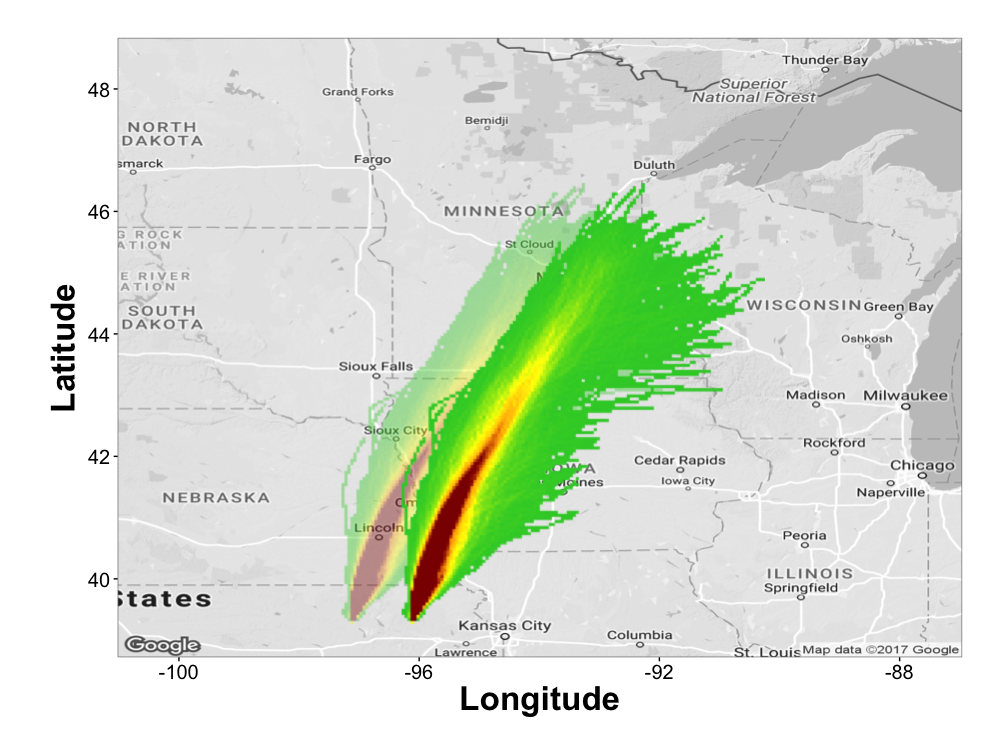 Thunder Bay
Superior
National Forest
48
Grand Forks
Bemidji
NORTH
DAKOTA
smarck
Fargo
Duluth
46
MINNESOTA
G ROCK
ATION
St Cloud
E RIVER
ATION
N
SOUTH
DAKOTA
WISCONSIN
Green Bay
44
Oshkosh
Sioux Falls
Madison
Milwaukee
Sioux City
Rockford
42
Cedar Rapids
Chicago
OWA
Moines
Iowa City
Naperville
NEBRASKA
Om
Lincoln
Peoria
40
ILLINOIS
Springfield
States
Kansas City
Columbia
Google
Lawrence
St. Louis
Map data ©2017 Google
-100
-96
-92
-88
Longitude
Latitude